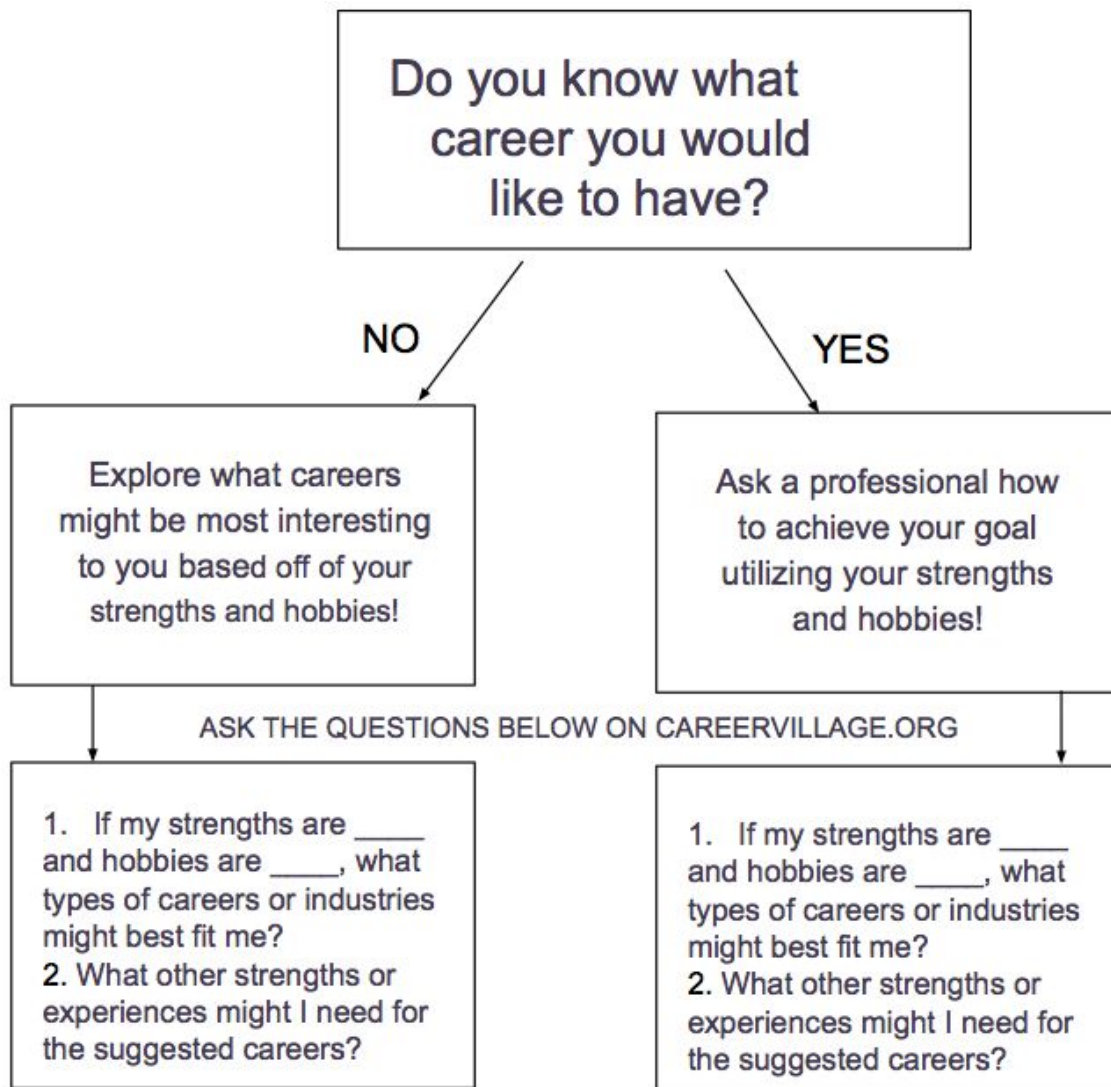 Do you know what
career you would
like to have?
NO
YES
Explore what careers
might be most interesting
to you based off of your
strengths and hobbies!
Ask a professional how
to achieve your goal
utilizing your strengths
and hobbies!
ASK THE QUESTIONS BELOW ON CAREERVILLAGE.ORG
1. If my strengths are ____
and hobbies are ____, what
types of careers or industries
might best fit me?
2. What other strengths or
experiences might I need for
the suggested careers?
1. If my strengths are ____
and hobbies are ____, what
types of careers or industries
might best fit me?
2. What other strengths or
experiences might I need for
the suggested careers?